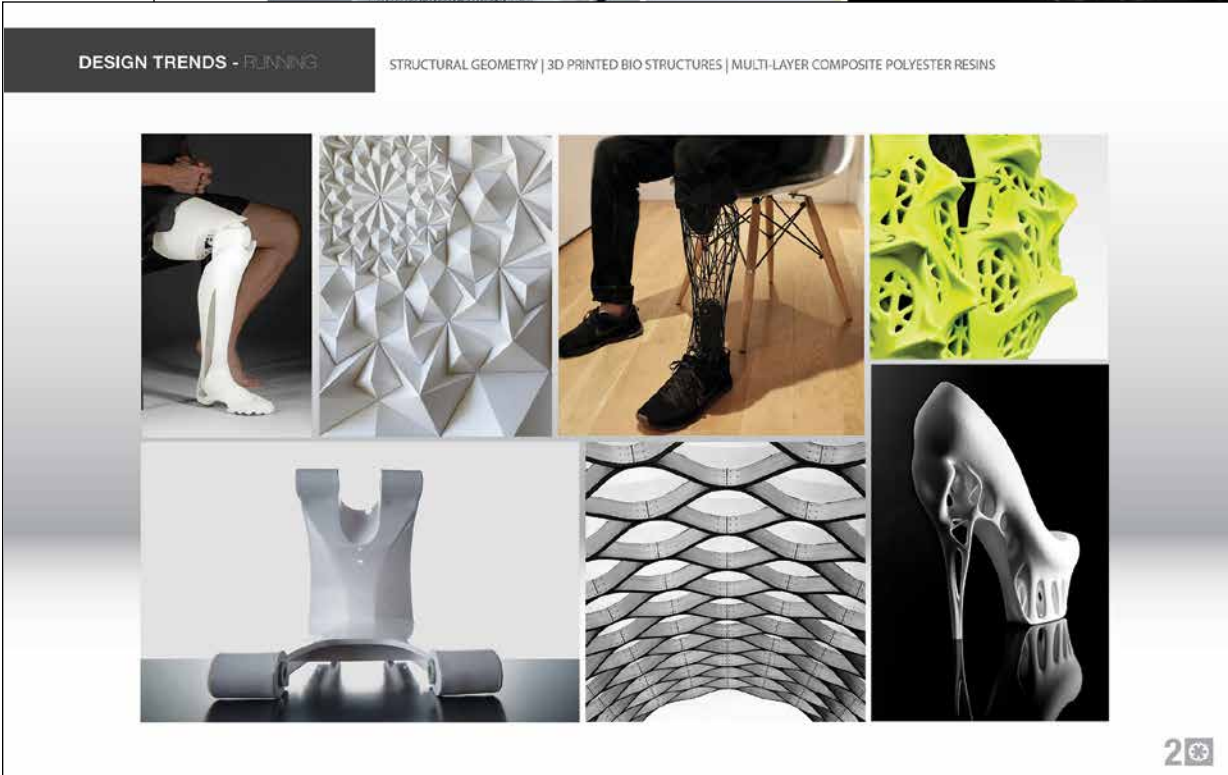 DESIGN TRENDS - RUNNING
STRUCTURAL GEOMETRY | 3D PRINTED BIO STRUCTURES | MULTI-LAYER COMPOSITE POLYESTER RESINS
2